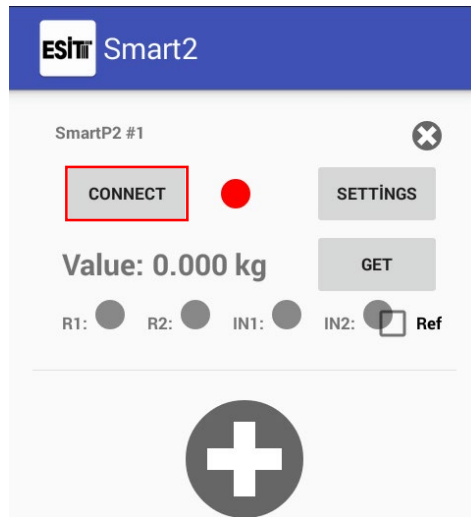 ESİT Smart2
SmartP2 #1
CONNECT SETTİNGS
Value: 0.000 kg GET
R1: R2: IN1: IN2: Ref